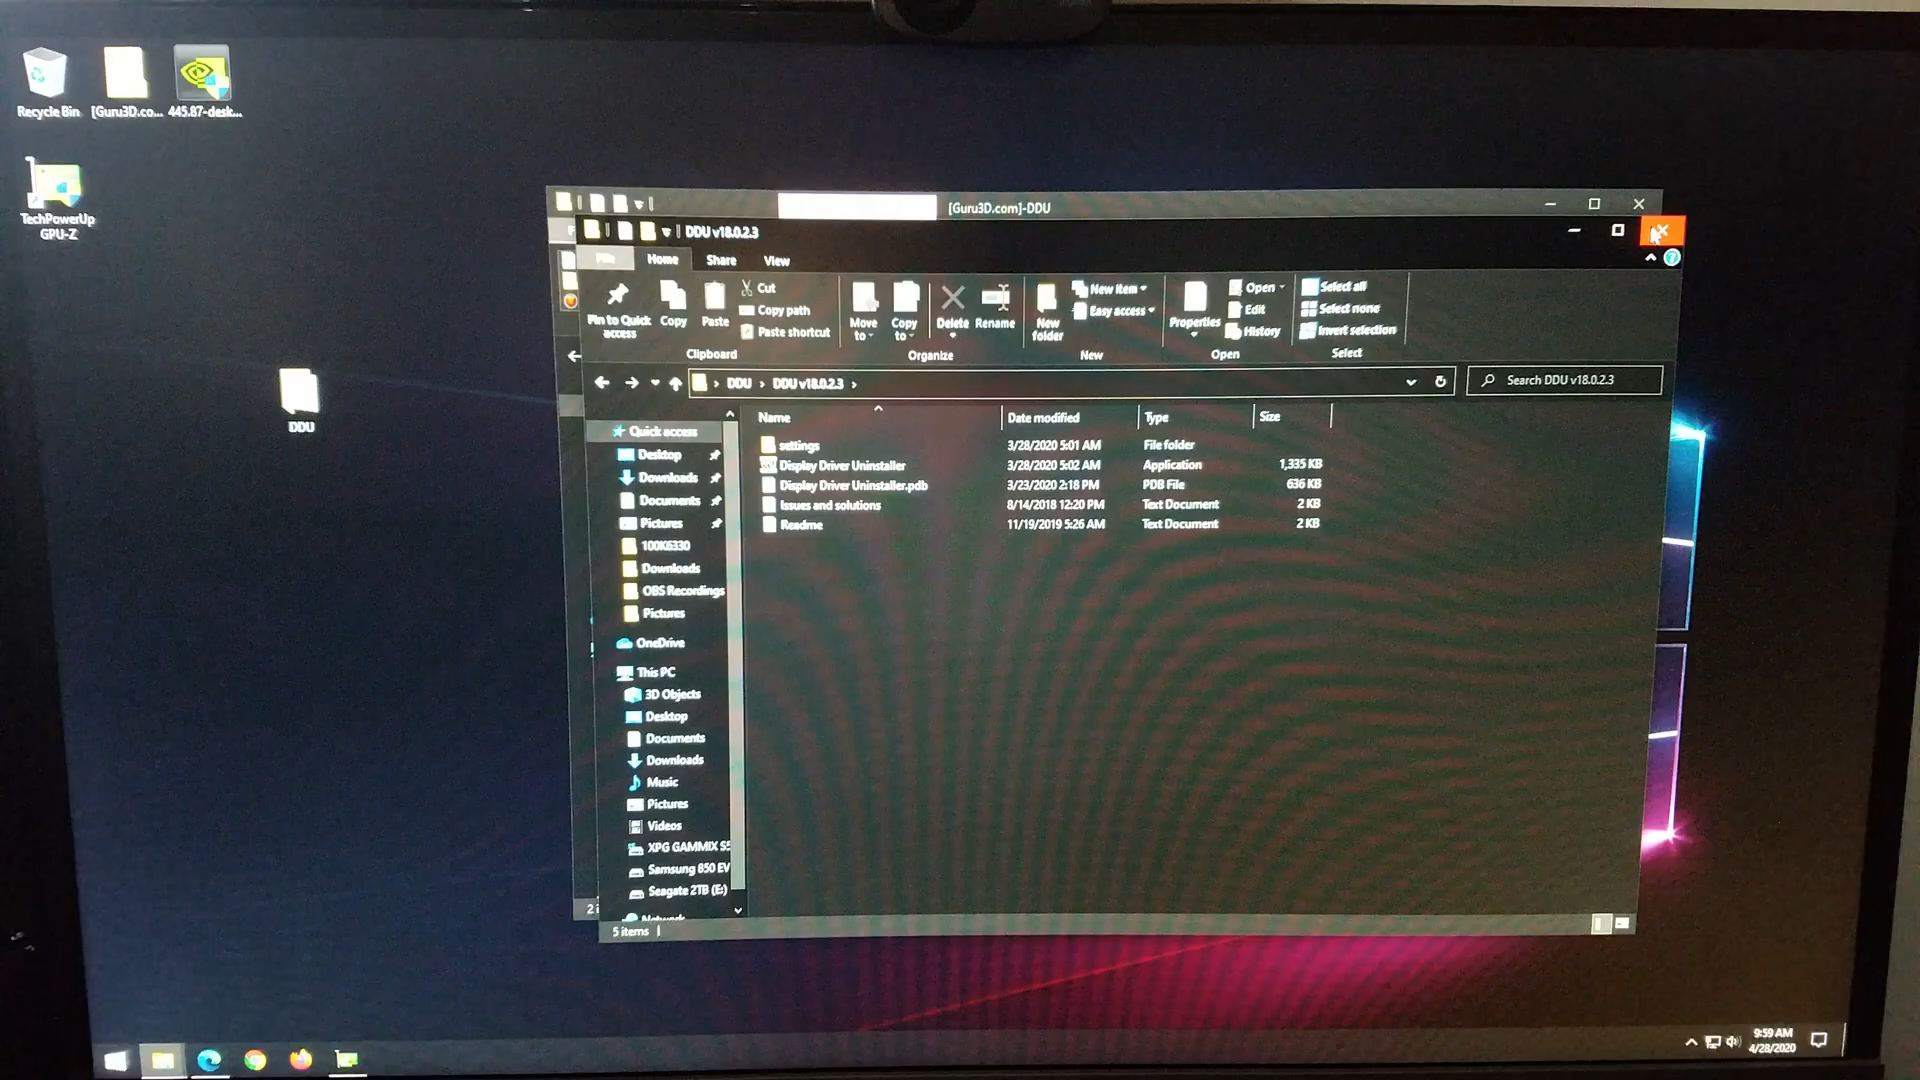 Recycle Bin
[Guru3D.co...
445.87-desk...
TechPowerUp
GPU-Z
DDU
[Guru3D.com]-DDU
DDU v18.0.2.3
File
Home
Share
View
Pin to Quick
access
Copy
Paste
Cut
Copy path
Paste shortcut
Clipboard
Move
to
Copy
to
Delete
Rename
Organize
New
folder
New item
Easy access
New
Properties
Open
Edit
History
Open
Select all
Select none
Invert selection
Select
DDU > DDU v18.0.2.3 >
Search DDU v18.0.2.3
Name
Date modified
Type
Size
settings 3/28/2020 5:01 AM File folder
Display Driver Uninstaller 3/28/2020 5:02 AM Application 1,335 KB
Display Driver Uninstaller.pdb 3/23/2020 2:18 PM PDB File 636 KB
Issues and solutions 8/14/2018 12:20 PM Text Document 2 KB
Readme 11/19/2019 5:26 AM Text Document 2 KB
Quick access
Desktop
Downloads
Documents
Pictures
100K6330
Downloads
OBS Recordings
Pictures
OneDrive
This PC
3D Objects
Desktop
Documents
Downloads
Music
Pictures
Videos
XPG GAMMIX S5
Samsung 850 EV
Seagate 2TB (E:)
Network
5 items
9:59 AM
4/28/2020